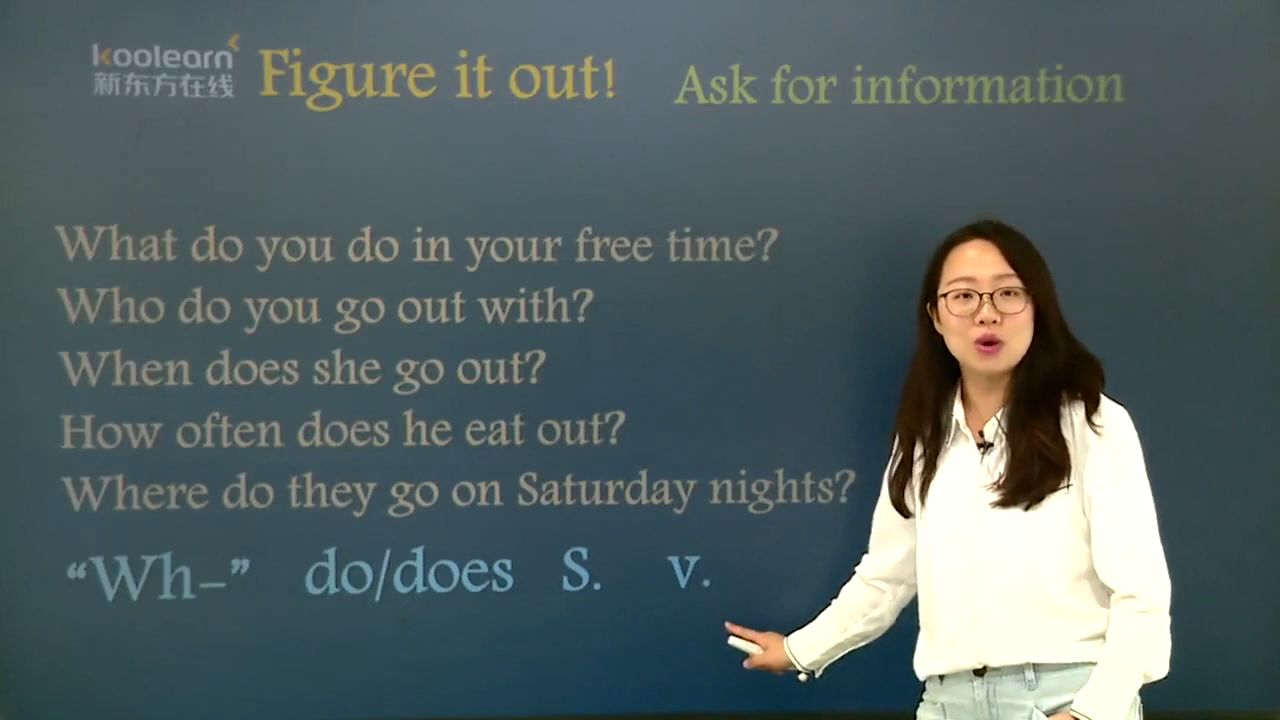 koolearn
新东方在线
Figure it out! Ask for information
What do you do in your free time?
Who do you go out with?
When does she go out?
How often does he eat out?
Where do they go on Saturday nights?
“Wh-” do/does S. v.